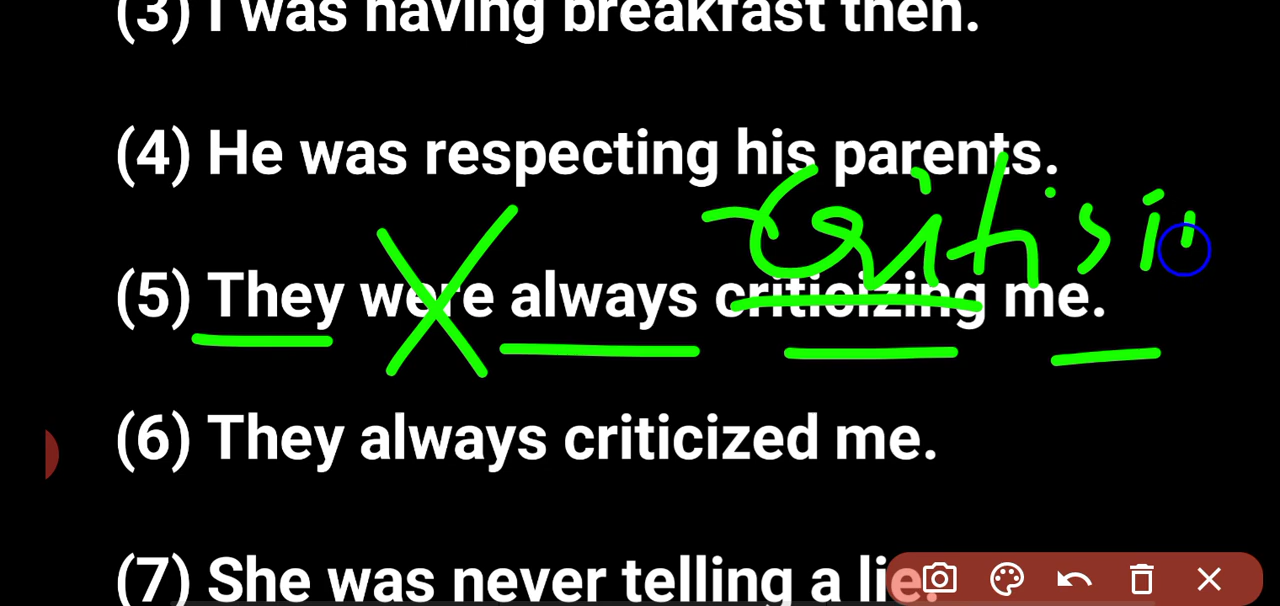 (3) I was having breakfast then.
(4) He was respecting his parents.
(5) They were always criticizing me.
(6) They always criticized me.
(7) She was never telling a lie.